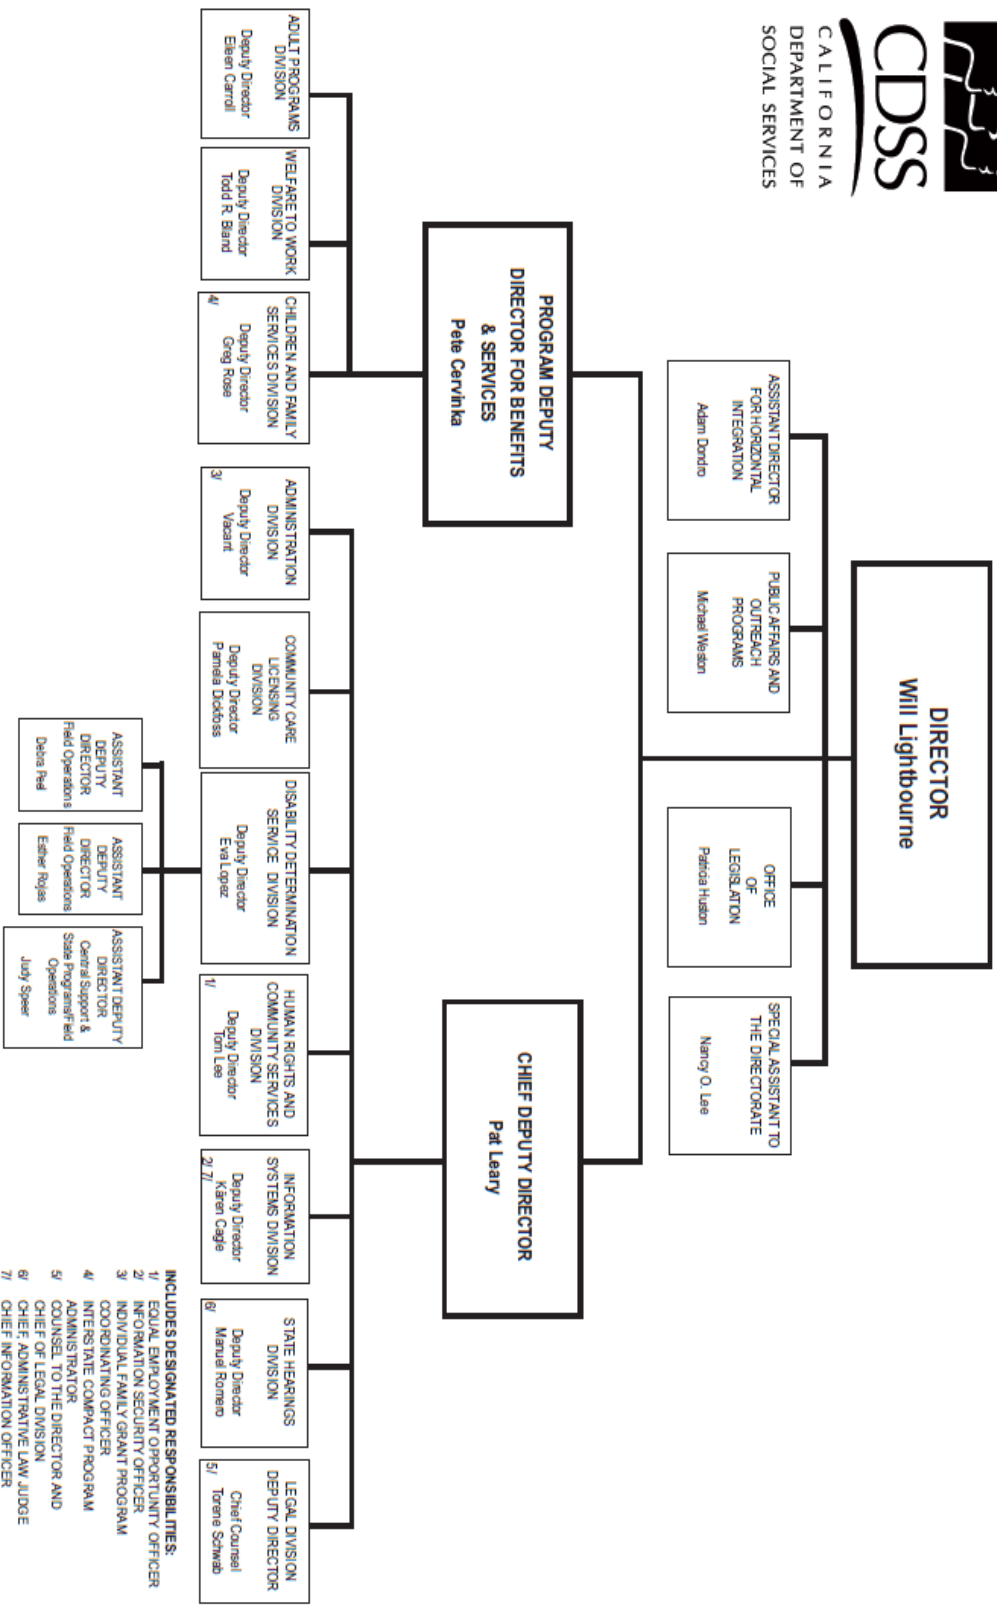 CDSS
CALIFORNIA
DEPARTMENT OF
SOCIAL SERVICES
DIRECTOR
Will Lightbourne
ASSISTANT DIRECTOR
FOR HORIZONTAL
INTEGRATION
Adam Dondro
PUBLIC AFFAIRS AND
OUTREACH
PROGRAMS
Michael Weston
OFFICE
OF
LEGISLATION
Patricia Huston
SPECIAL ASSISTANT TO
THE DIRECTORATE
Nancy O. Lee
PROGRAM DEPUTY
DIRECTOR FOR BENEFITS
& SERVICES
Pete Cervinka
CHIEF DEPUTY DIRECTOR
Pat Leary
ADULT PROGRAMS
DIVISION
Deputy Director
Eileen Carroll
WELFARE TO WORK
DIVISION
Deputy Director
Todd R. Bland
CHILDREN AND FAMILY
SERVICES DIVISION
Deputy Director
Greg Rose
4/
ADMINISTRATION
DIVISION
Deputy Director
Vacant
3/
COMMUNITY CARE
LICENSING
DIVISION
Deputy Director
Pamela Dickfoss
DISABILITY DETERMINATION
SERVICE DIVISION
Deputy Director
Eva Lopez
HUMAN RIGHTS AND
COMMUNITY SERVICES
DIVISION
Deputy Director
Tom Lee
1/
INFORMATION
SYSTEMS DIVISION
Deputy Director
Kären Cagle
2/ 7/
STATE HEARINGS
DIVISION
Deputy Director
Manuel Romero
6/
LEGAL DIVISION
DEPUTY DIRECTOR
Chief Counsel
Torene Schwab
5/
ASSISTANT
DEPUTY
DIRECTOR
Field Operations
Debra Peel
ASSISTANT
DEPUTY
DIRECTOR
Field Operations
Esther Rojas
ASSISTANT DEPUTY
DIRECTOR
Central Support &
State Programs/Field
Operations
Judy Speer
INCLUDES DESIGNATED RESPONSIBILITIES:
1/ EQUAL EMPLOYMENT OPPORTUNITY OFFICER
2/ INFORMATION SECURITY OFFICER
3/ INDIVIDUAL FAMILY GRANT PROGRAM
COORDINATING OFFICER
4/ INTERSTATE COMPACT PROGRAM
ADMINISTRATOR
5/ COUNSEL TO THE DIRECTOR AND
CHIEF OF LEGAL DIVISION
6/ CHIEF, ADMINISTRATIVE LAW JUDGE
7/ CHIEF INFORMATION OFFICER